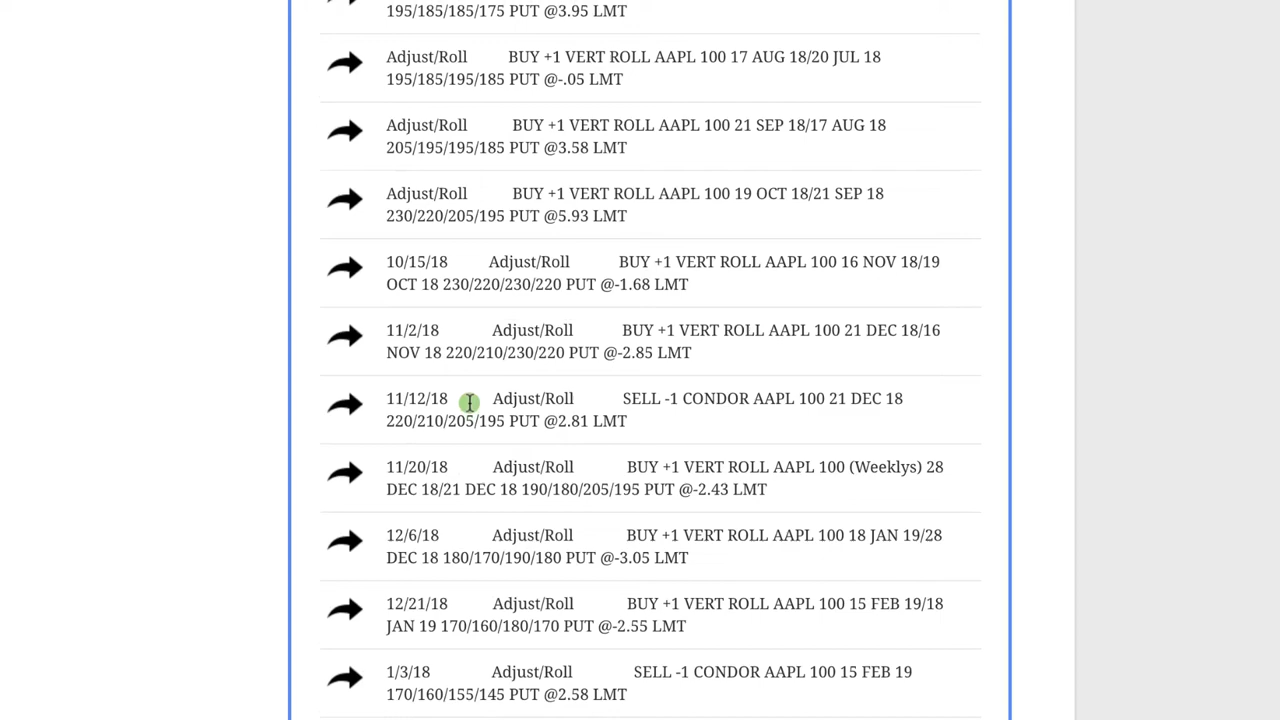 195/185/185/175 PUT @3.95 LMT
Adjust/Roll BUY +1 VERT ROLL AAPL 100 17 AUG 18/20 JUL 18
195/185/195/185 PUT @-.05 LMT
Adjust/Roll BUY +1 VERT ROLL AAPL 100 21 SEP 18/17 AUG 18
205/195/195/185 PUT @3.58 LMT
Adjust/Roll BUY +1 VERT ROLL AAPL 100 19 OCT 18/21 SEP 18
230/220/205/195 PUT @5.93 LMT
10/15/18 Adjust/Roll BUY +1 VERT ROLL AAPL 100 16 NOV 18/19
OCT 18 230/220/230/220 PUT @-1.68 LMT
11/2/18 Adjust/Roll BUY +1 VERT ROLL AAPL 100 21 DEC 18/16
NOV 18 220/210/230/220 PUT @-2.85 LMT
11/12/18 Adjust/Roll SELL -1 CONDOR AAPL 100 21 DEC 18
220/210/205/195 PUT @2.81 LMT
11/20/18 Adjust/Roll BUY +1 VERT ROLL AAPL 100 (Weeklys) 28
DEC 18/21 DEC 18 190/180/205/195 PUT @-2.43 LMT
12/6/18 Adjust/Roll BUY +1 VERT ROLL AAPL 100 18 JAN 19/28
DEC 18 180/170/190/180 PUT @-3.05 LMT
12/21/18 Adjust/Roll BUY +1 VERT ROLL AAPL 100 15 FEB 19/18
JAN 19 170/160/180/170 PUT @-2.55 LMT
1/3/18 Adjust/Roll SELL -1 CONDOR AAPL 100 15 FEB 19
170/160/155/145 PUT @2.58 LMT